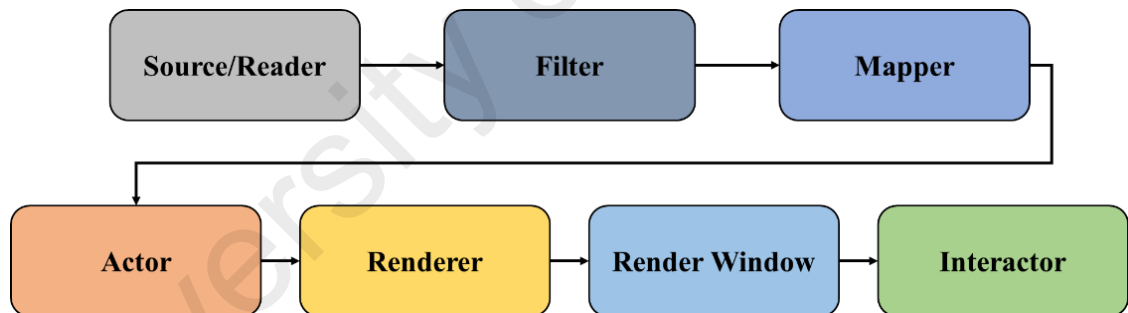 Source/Reader
Filter
Mapper
Actor
Renderer
Render Window
Interactor